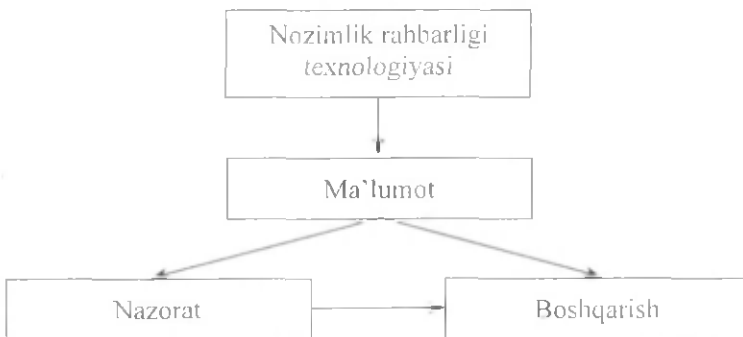 Nozimlik rahbarligi
texnologiyasi
Ma`lumot
Nazorat
Boshqarish